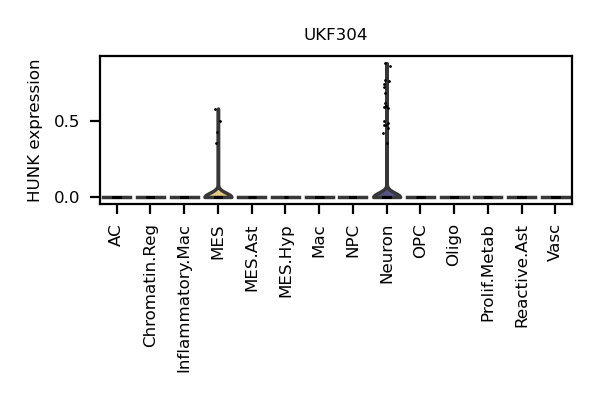 UKF304
HUNK expression
0.5
0.0
AC
Chromatin.Reg
Inflammatory.Mac
MES
MES.Ast
MES.Hyp
Mac
NPC
Neuron
OPC
Oligo
Prolif.Metab
Reactive.Ast
Vasc